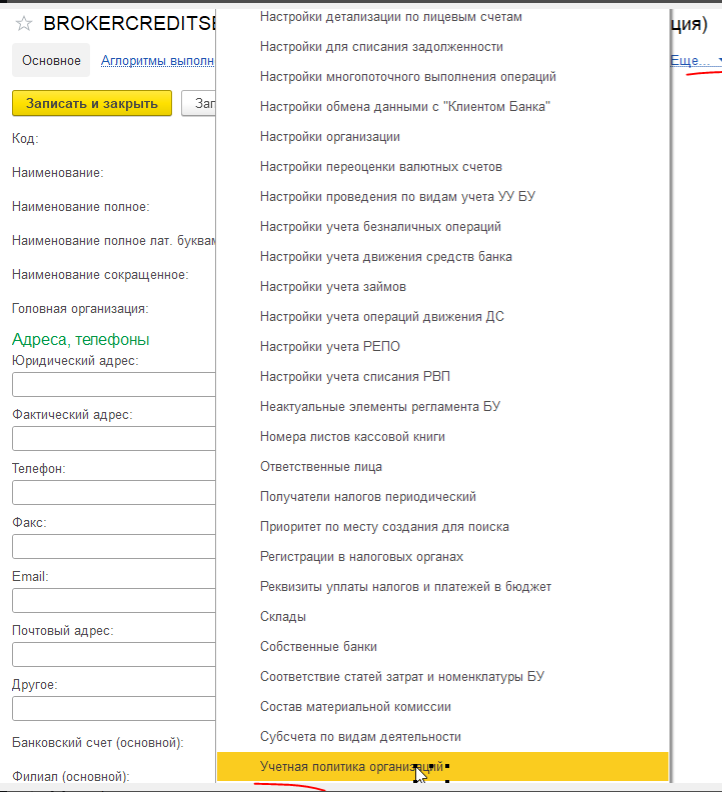 BROKERCREDITSE
ция)
Основное
Алгоритмы выполн
Еще...
Записать и закрыть
Зап
Код:
Наименование:
Наименование полное:
Наименование полное лат. буквам
Наименование сокращенное:
Головная организация:
Адреса, телефоны
Юридический адрес:
Фактический адрес:
Телефон:
Факс:
Email:
Почтовый адрес:
Другое:
Банковский счет (основной):
Филиал (основной):
Настройки детализации по лицевым счетам
Настройки для списания задолженности
Настройки многопоточного выполнения операций
Настройки обмена данными с "Клиентом Банка"
Настройки организации
Настройки переоценки валютных счетов
Настройки проведения по видам учета УУ БУ
Настройки учета безналичных операций
Настройки учета движения средств банка
Настройки учета займов
Настройки учета операций движения ДС
Настройки учета РЕПО
Настройки учета списания РВП
Неактуальные элементы регламента БУ
Номера листов кассовой книги
Ответственные лица
Получатели налогов периодический
Приоритет по месту создания для поиска
Регистрации в налоговых органах
Реквизиты уплаты налогов и платежей в бюджет
Склады
Собственные банки
Соответствие статей затрат и номенклатуры БУ
Состав материальной комиссии
Субсчета по видам деятельности
Учетная политика организаций